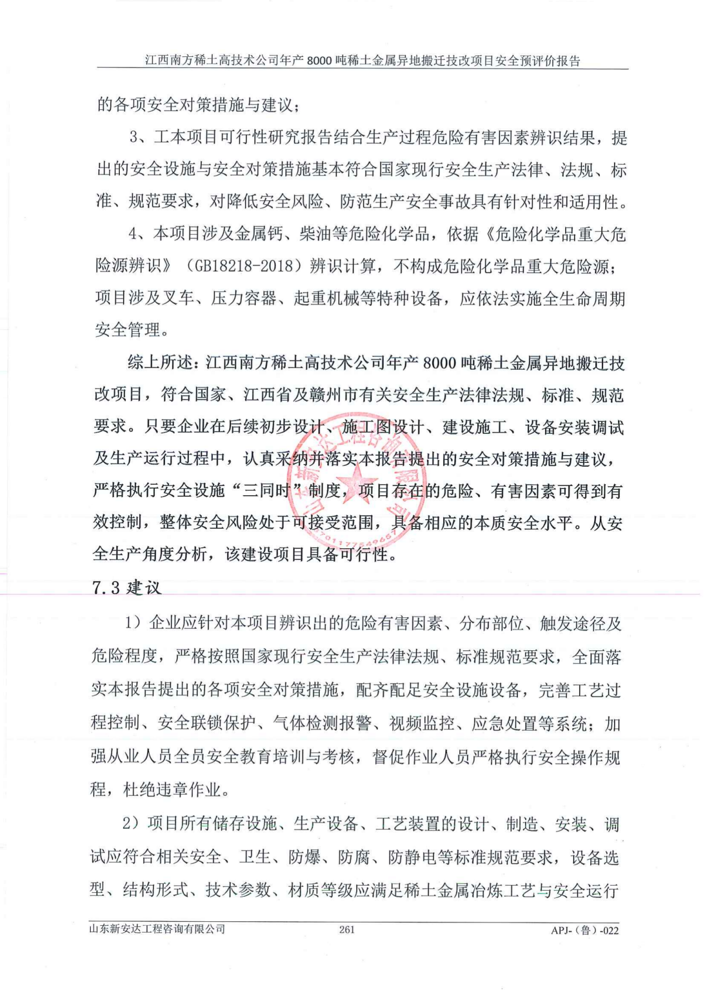 江西南方稀土高技术公司年产 8000 吨稀土金属异地搬迁技改项目安全预评价报告
的各项安全对策措施与建议；
3、工本项目可行性研究报告结合生产过程危险有害因素辨识结果，提
出的安全设施与安全对策措施基本符合国家现行安全生产法律、法规、标
准、规范要求，对降低安全风险、防范生产安全事故具有针对性和适用性。
4、本项目涉及金属钙、柴油等危险化学品，依据《危险化学品重大危
险源辨识》（GB18218-2018）辨识计算，不构成危险化学品重大危险源；
项目涉及叉车、压力容器、起重机械等特种设备，应依法实施全生命周期
安全管理。
综上所述：江西南方稀土高技术公司年产 8000 吨稀土金属异地搬迁技
改项目，符合国家、江西省及赣州市有关安全生产法律法规、标准、规范
要求。只要企业在后续初步设计、施工图设计、建设施工、设备安装调试
及生产运行过程中，认真采纳并落实本报告提出的安全对策措施与建议，
严格执行安全设施“三同时”制度，项目存在的危险、有害因素可得到有
效控制，整体安全风险处于可接受范围，具备相应的本质安全水平。从安
全生产角度分析，该建设项目具备可行性。
山东新安达工程咨询有限公司
3701177549657
7.3 建议
1）企业应针对本项目辨识出的危险有害因素、分布部位、触发途径及
危险程度，严格按照国家现行安全生产法律法规、标准规范要求，全面落
实本报告提出的各项安全对策措施，配齐配足安全设施设备，完善工艺过
程控制、安全联锁保护、气体检测报警、视频监控、应急处置等系统；加
强从业人员全员安全教育培训与考核，督促作业人员严格执行安全操作规
程，杜绝违章作业。
2）项目所有储存设施、生产设备、工艺装置的设计、制造、安装、调
试应符合相关安全、卫生、防爆、防腐、防静电等标准规范要求，设备选
型、结构形式、技术参数、材质等级应满足稀土金属冶炼工艺与安全运行
山东新安达工程咨询有限公司
261
APJ-（鲁）-022